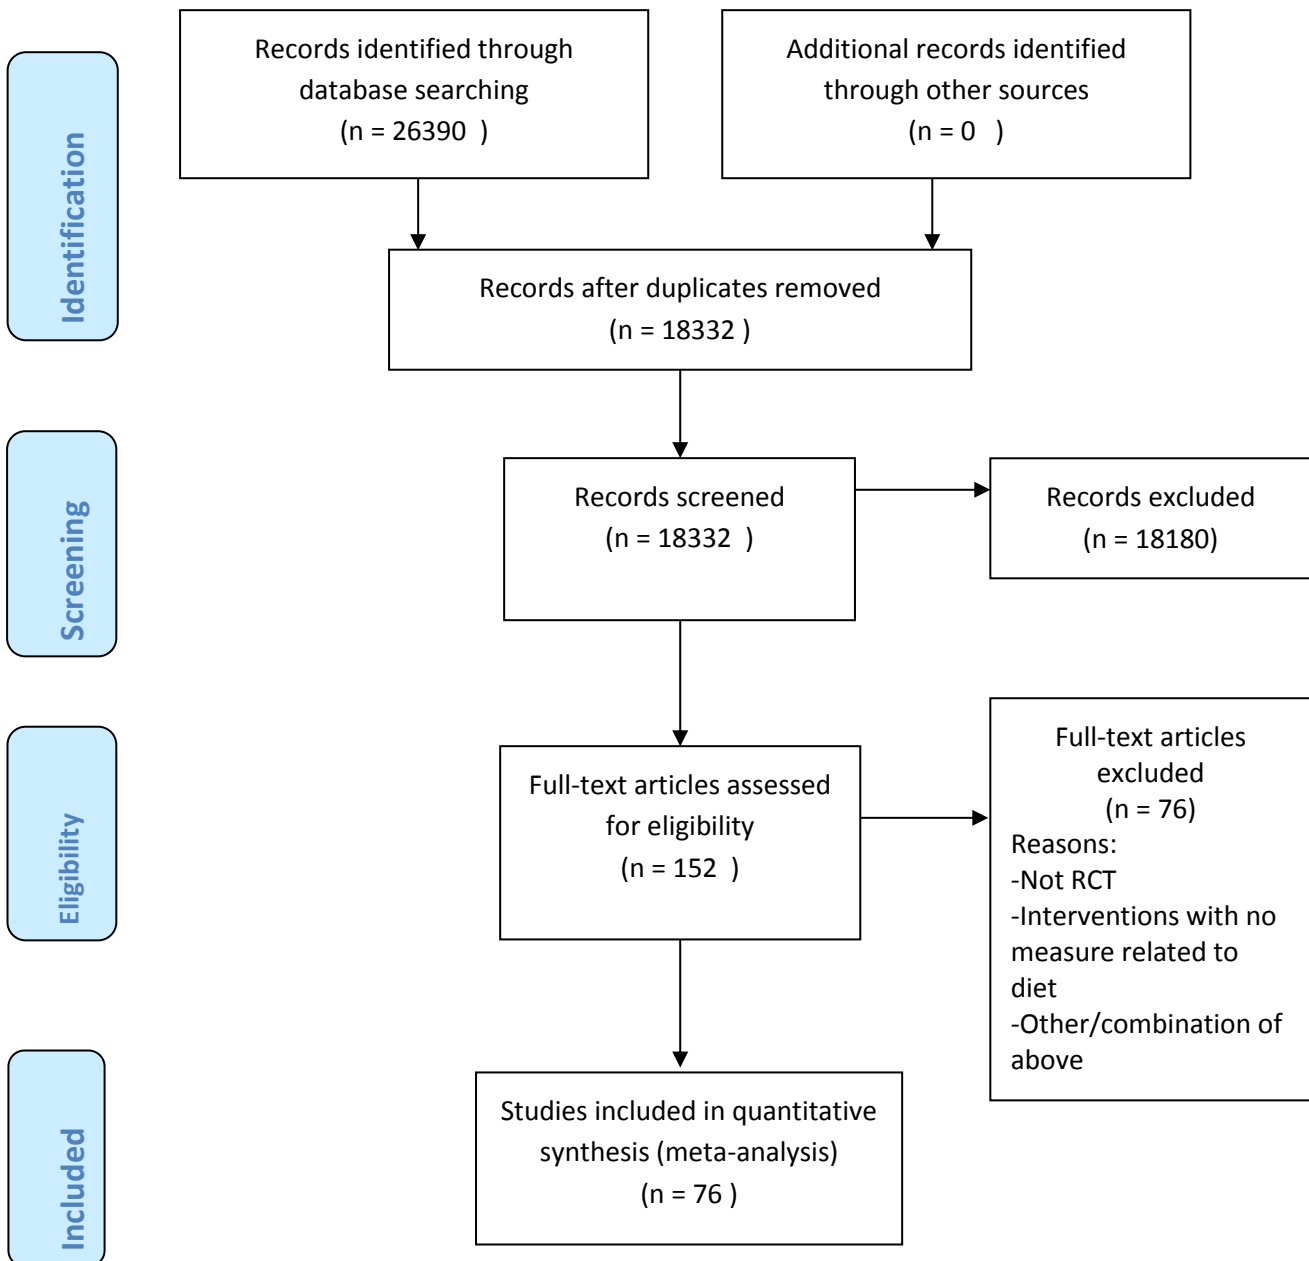 Identification
Records identified through
database searching
(n = 26390  )
Additional records identified
through other sources
(n = 0   )
Records after duplicates removed
(n = 18332 )
Screening
Records screened
(n = 18332  )
Records excluded
(n = 18180)
Eligibility
Full-text articles assessed
for eligibility
(n = 152  )
Full-text articles
excluded
(n = 76)
Reasons:
-Not RCT
-Interventions with no
measure related to
diet
-Other/combination of
above
Included
Studies included in quantitative
synthesis (meta-analysis)
(n = 76 )